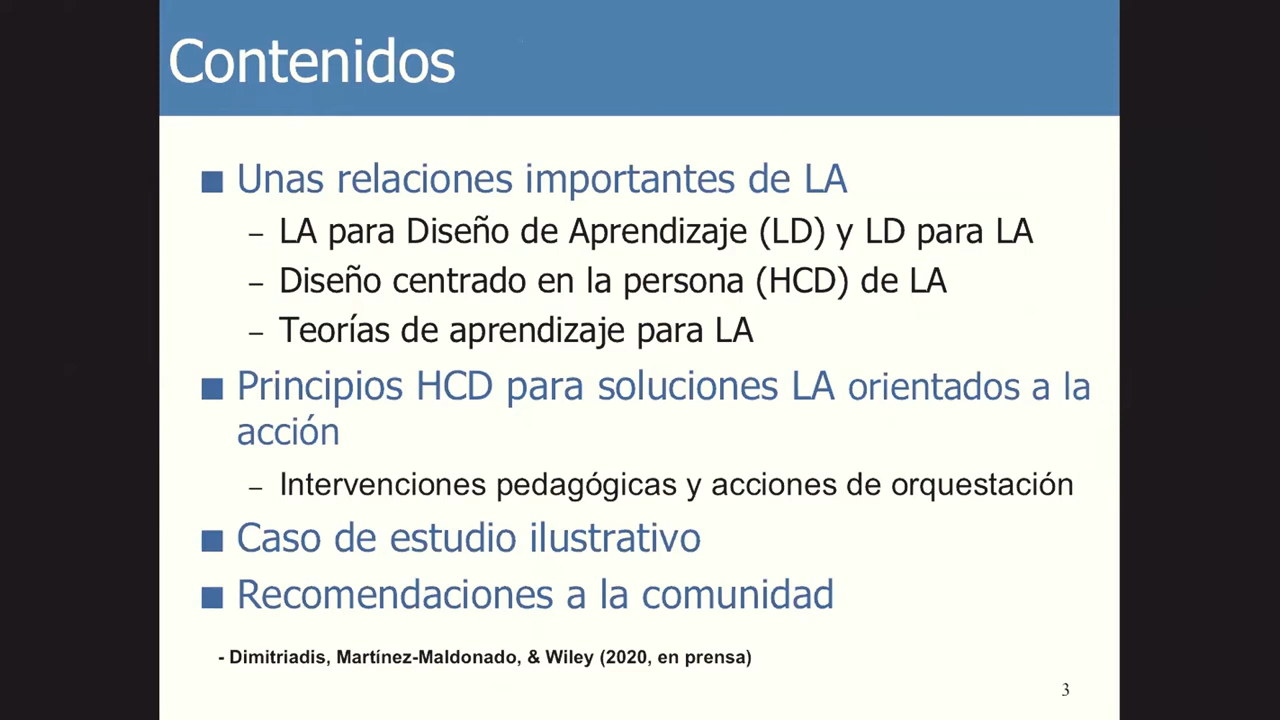 Contenidos
■ Unas relaciones importantes de LA
– LA para Diseño de Aprendizaje (LD) y LD para LA
– Diseño centrado en la persona (HCD) de LA
– Teorías de aprendizaje para LA
■ Principios HCD para soluciones LA orientados a la
acción
– Intervenciones pedagógicas y acciones de orquestación
■ Caso de estudio ilustrativo
■ Recomendaciones a la comunidad
- Dimitriadis, Martínez-Maldonado, & Wiley (2020, en prensa)
3